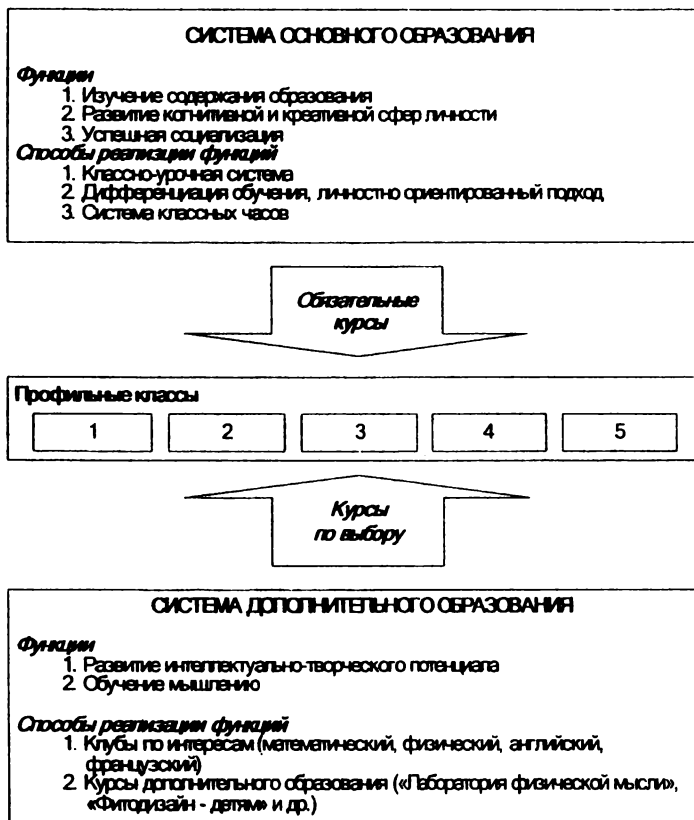 СИСТЕМА ОСНОВНОГО ОБРАЗОВАНИЯ
Функции
1. Изучение содержания образования
2. Развитие когнитивной и креативной сфер личности
3. Успешная социализация
Способы реализации функций
1. Классно-урочная система
2. Дифференциация обучения, личностно ориентированный подход
3. Система классных часов
Обязательные
курсы
Профильные классы
1 2 3 4 5
Курсы
по выбору
СИСТЕМА ДОПОЛНИТЕЛЬНОГО ОБРАЗОВАНИЯ
Функции
1. Развитие интеллектуально-творческого потенциала
2. Обучение мышлению
Способы реализации функций
1. Клубы по интересам (математический, физический, английский,
французский)
2. Курсы дополнительного образования («Лаборатория физической мысли»,
«Фитодизайн - детям» и др.)